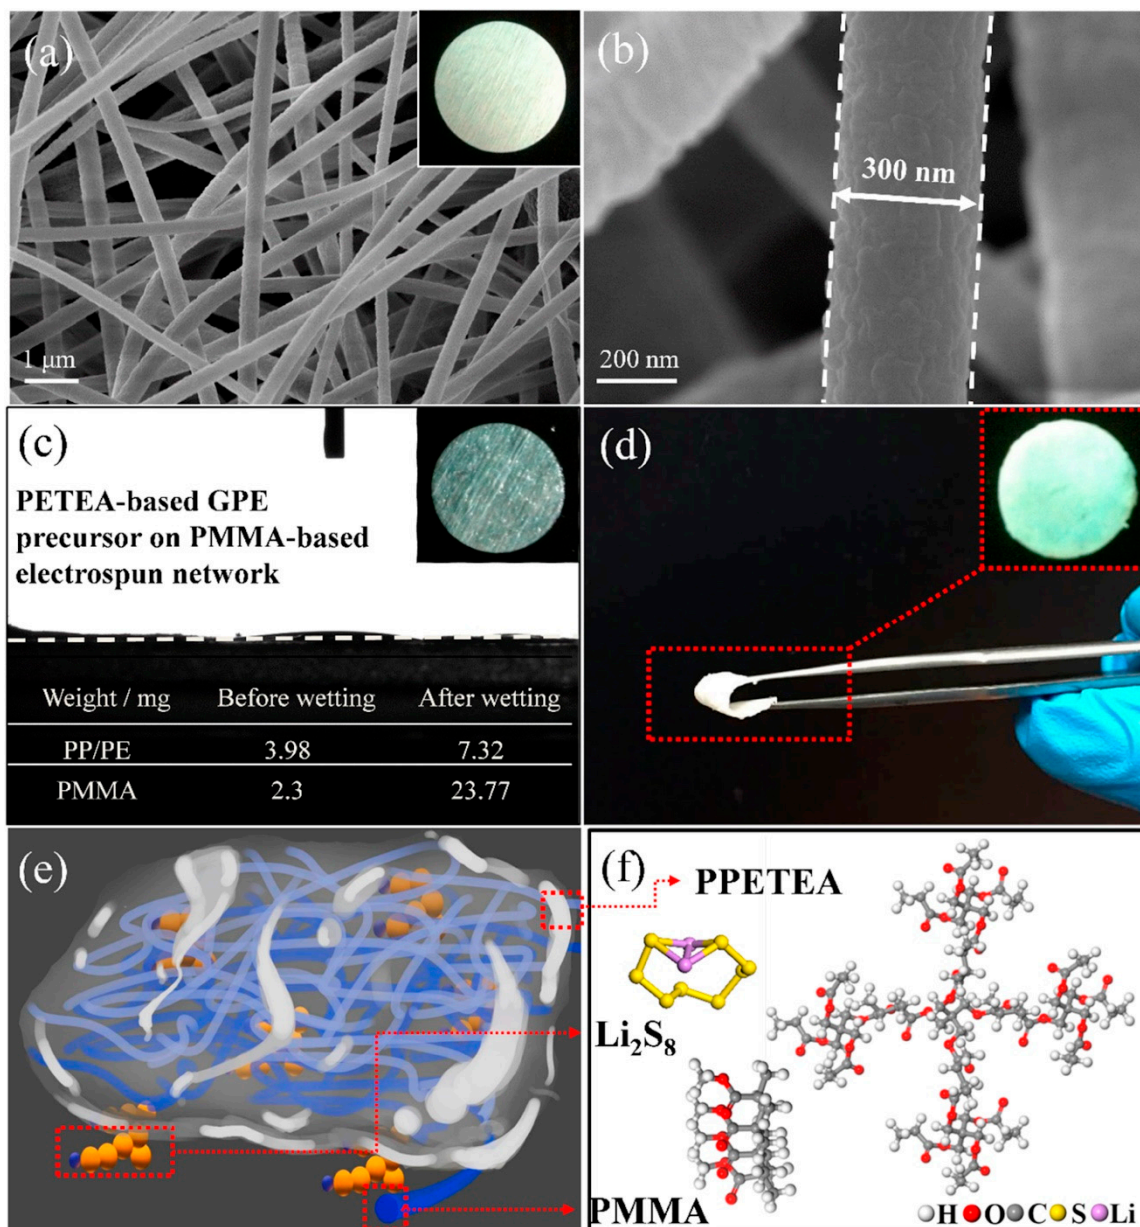 (a)
1 μm
(b)
300 nm
200 nm
(c)
PETEA-based GPE
precursor on PMMA-based
electrospun network
Weight / mg Before wetting After wetting
PP/PE 3.98 7.32
PMMA 2.3 23.77
(d)
(e)
(f)
PPETEA
Li₂S₈
PMMA
H O C S Li